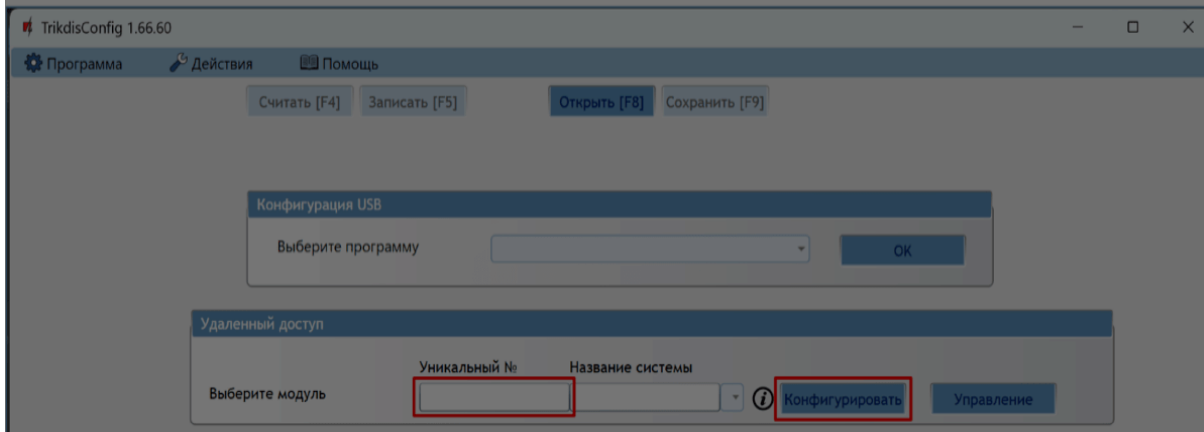 TrikdisConfig 1.66.60
Программа Действия Помощь
Считать [F4] Записать [F5] Открыть [F8] Сохранить [F9]
Конфигурация USB
Выберите программу OK
Удаленный доступ
Уникальный № Название системы
Выберите модуль Конфигурировать Управление